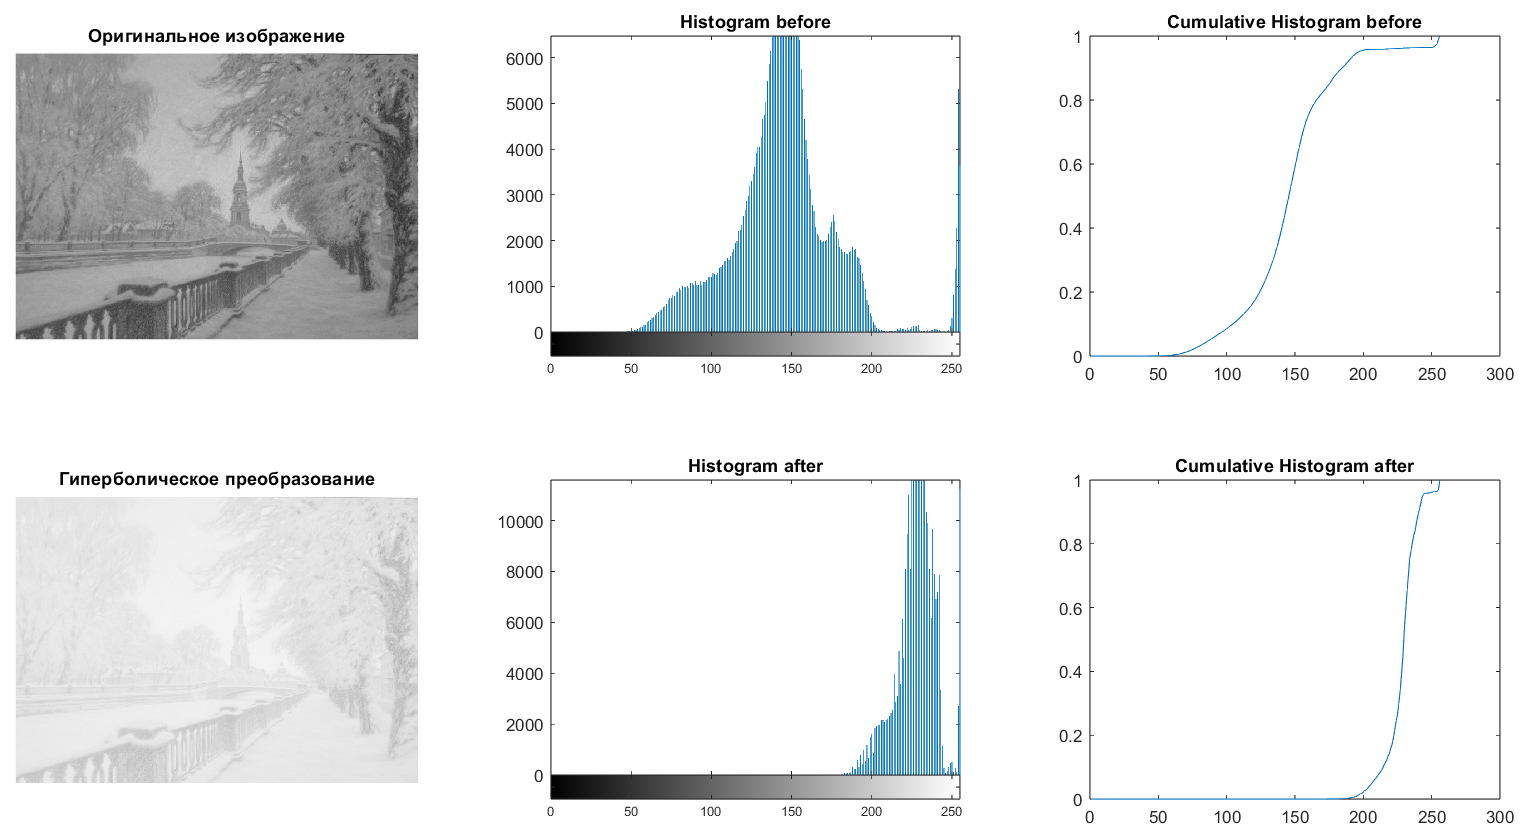 Оригинальное изображение
Histogram before
6000
5000
4000
3000
2000
1000
0
0 50 100 150 200 250
Cumulative Histogram before
1
0.8
0.6
0.4
0.2
0
0 50 100 150 200 250 300
Гиперболическое преобразование
Histogram after
10000
8000
6000
4000
2000
0
0 50 100 150 200 250
Cumulative Histogram after
1
0.8
0.6
0.4
0.2
0
0 50 100 150 200 250 300